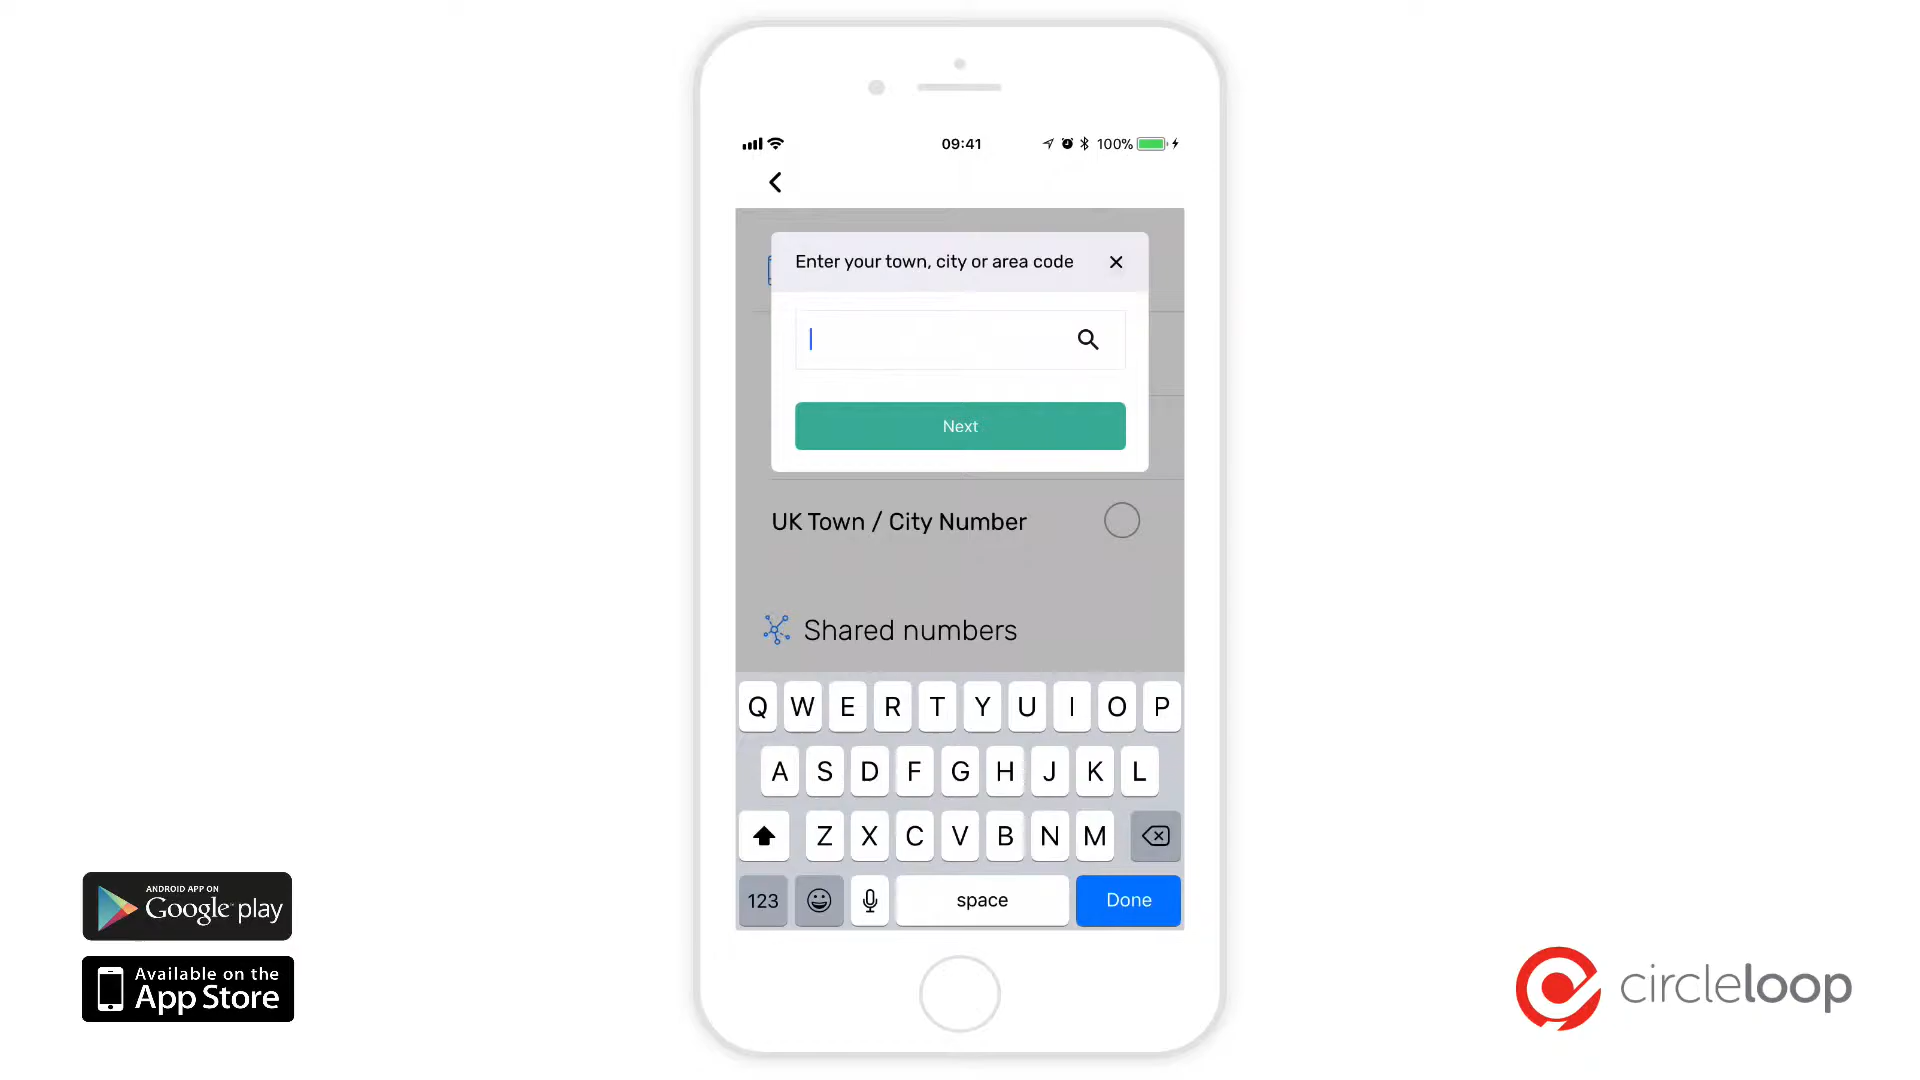 09:41
100%
Enter your town, city or area code
Next
UK Town / City Number
Shared numbers
Q W E R T Y U I O P
A S D F G H J K L
Z X C V B N M
123 space Done
ANDROID APP ON
Google play
Available on the
App Store
circleloop